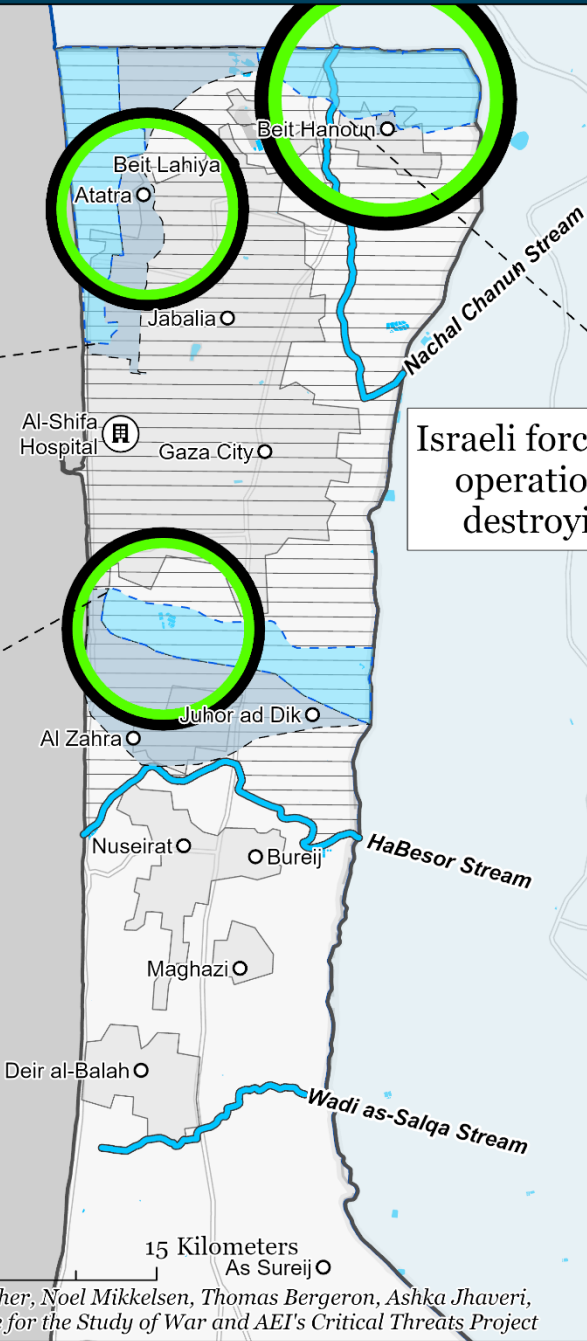 Beit Hanoun
Beit Lahiya
Atatra
Nachal Chanun Stream
Jabalia
Al-Shifa
Hospital
Gaza City
Israeli forc
operatio
destroyi
Juhor ad Dik
Al Zahra
Nuseirat
Bureij
HaBesor Stream
Maghazi
Deir al-Balah
Wadi as-Salqa Stream
15 Kilometers
As Sureij
her, Noel Mikkelsen, Thomas Bergeron, Ashka Jhaveri,
e for the Study of War and AEI's Critical Threats Project